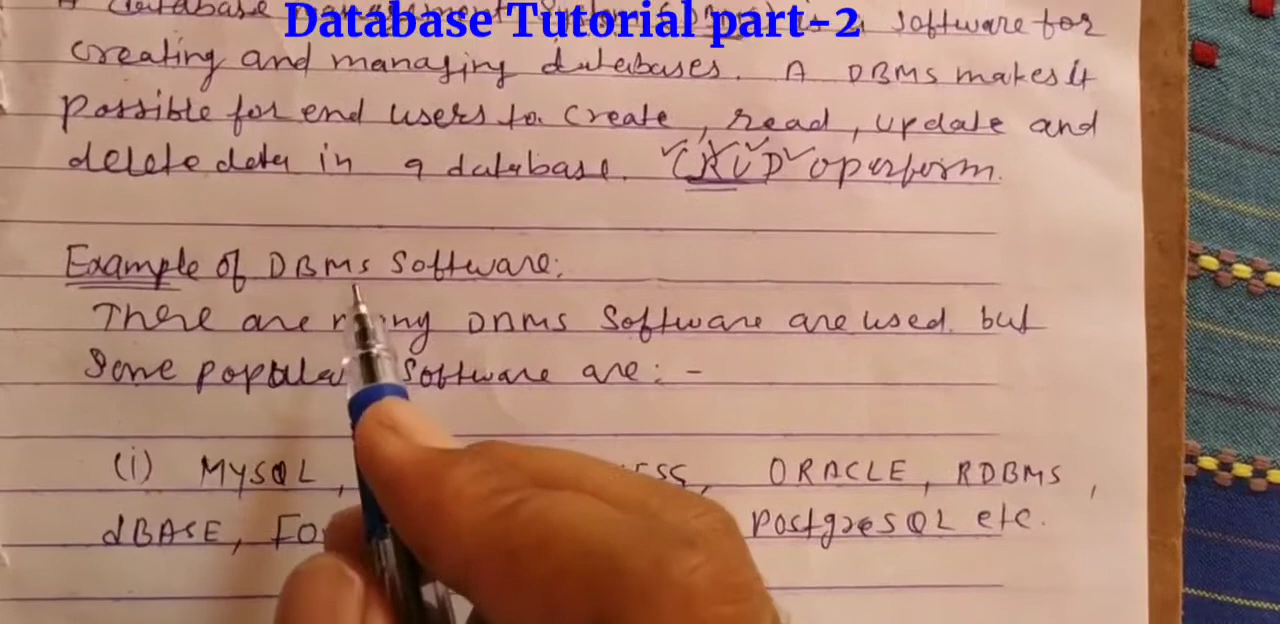 Database Tutorial part-2
A database software for
creating and managing databases. A DBMS makes it
possible for end users to create, read, update and
delete data in a database. CRUD operform.
Example of DBMS Software:
There are many DBMS Software are used. but
Some popular Software are: -
(i) MYSQL, ORACLE, RDBMS,
dBASE, PostgreSQL etc.